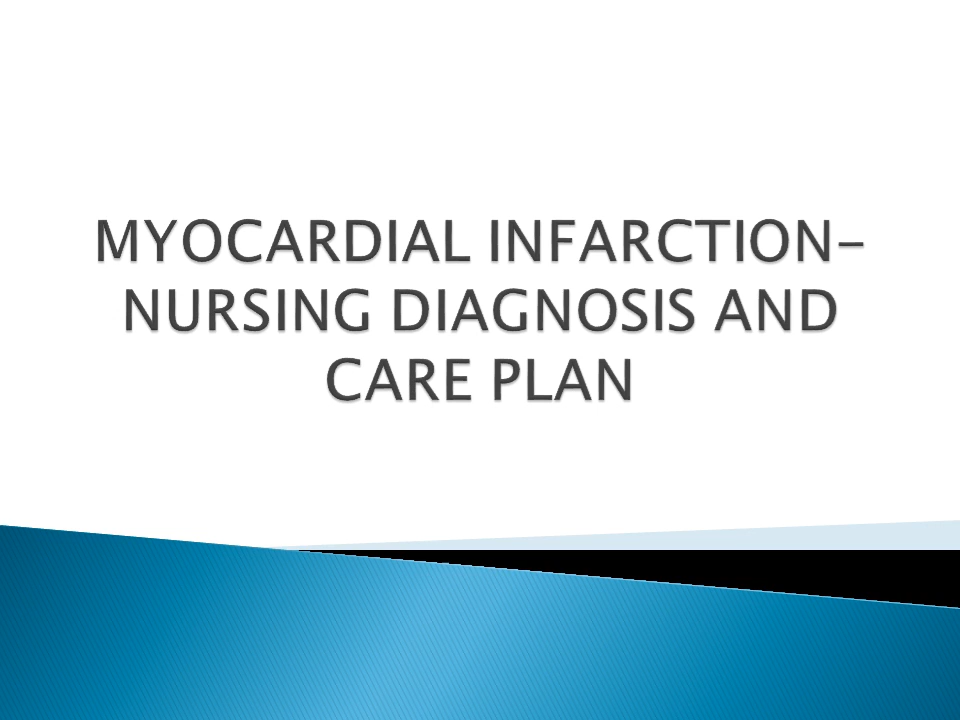 MYOCARDIAL INFARCTION-
NURSING DIAGNOSIS AND
CARE PLAN